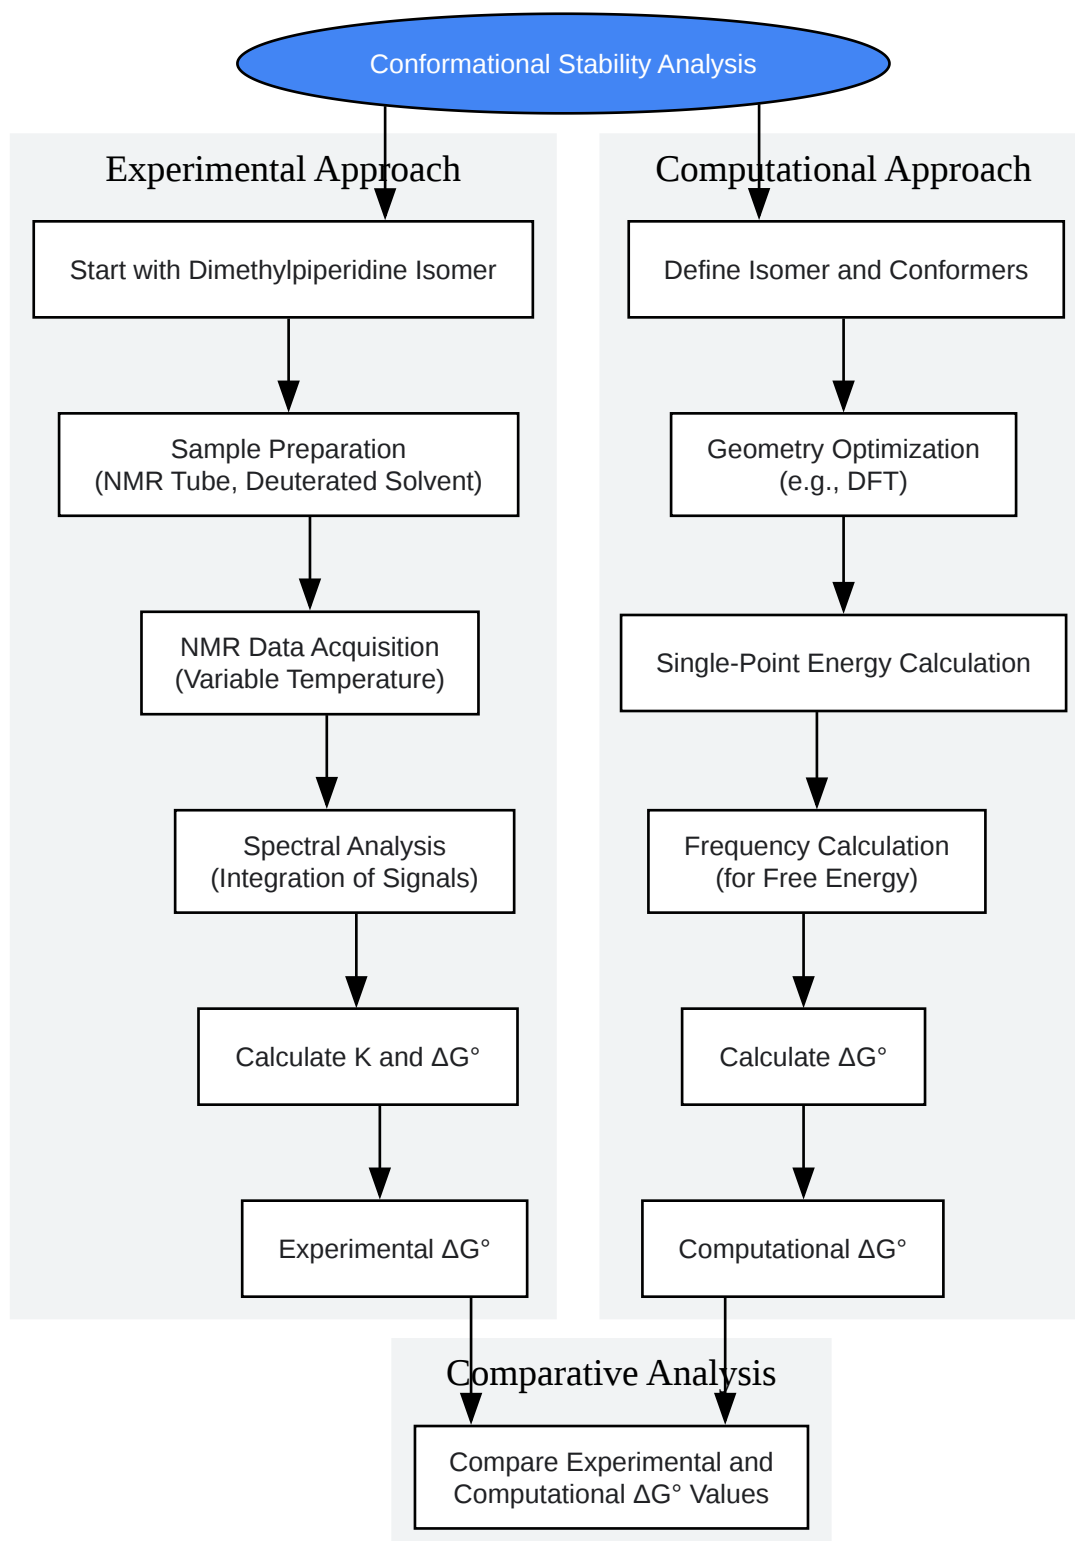 Conformational Stability Analysis
Experimental Approach
Start with Dimethylpiperidine Isomer
Sample Preparation
(NMR Tube, Deuterated Solvent)
NMR Data Acquisition
(Variable Temperature)
Spectral Analysis
(Integration of Signals)
Calculate K and ΔG°
Experimental ΔG°
Computational Approach
Define Isomer and Conformers
Geometry Optimization
(e.g., DFT)
Single-Point Energy Calculation
Frequency Calculation
(for Free Energy)
Calculate ΔG°
Computational ΔG°
Comparative Analysis
Compare Experimental and
Computational ΔG° Values